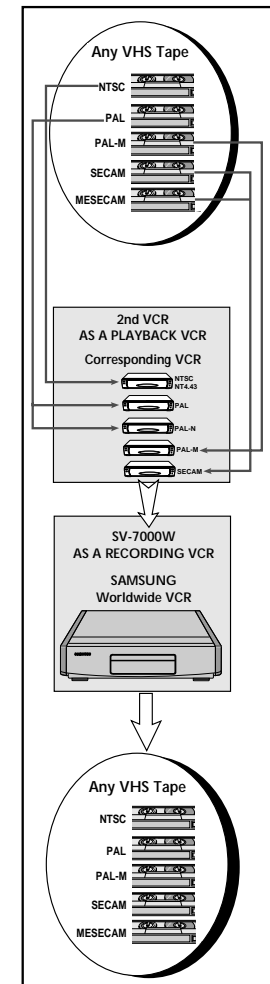 Any VHS Tape
NTSC
PAL
PAL-M
SECAM
MESECAM
2nd VCR
AS A PLAYBACK VCR
Corresponding VCR
NTSC
NT4.43
PAL
PAL-N
PAL-M
SECAM
SV-7000W
AS A RECORDING VCR
SAMSUNG
Worldwide VCR
Any VHS Tape
NTSC
PAL
PAL-M
SECAM
MESECAM